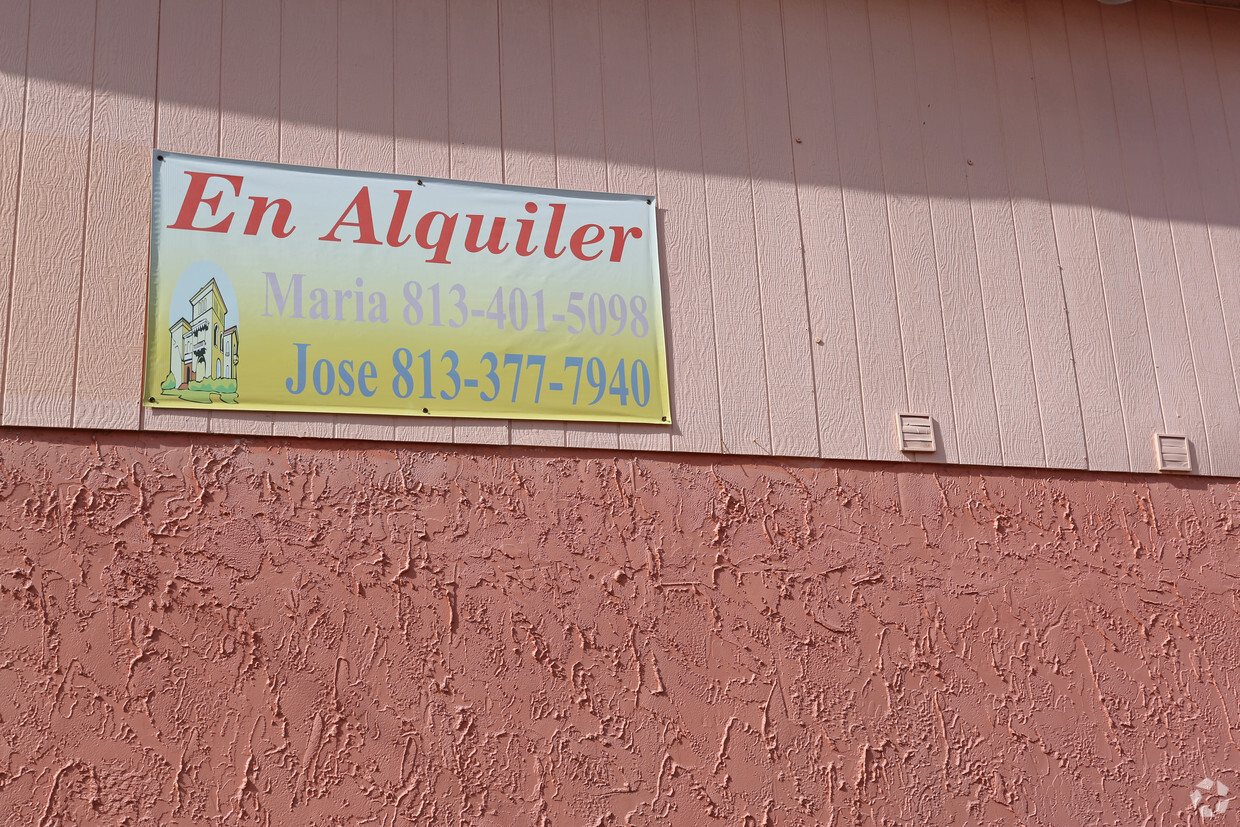 En Alquiler
Maria 813-401-5098
Jose 813-377-7940